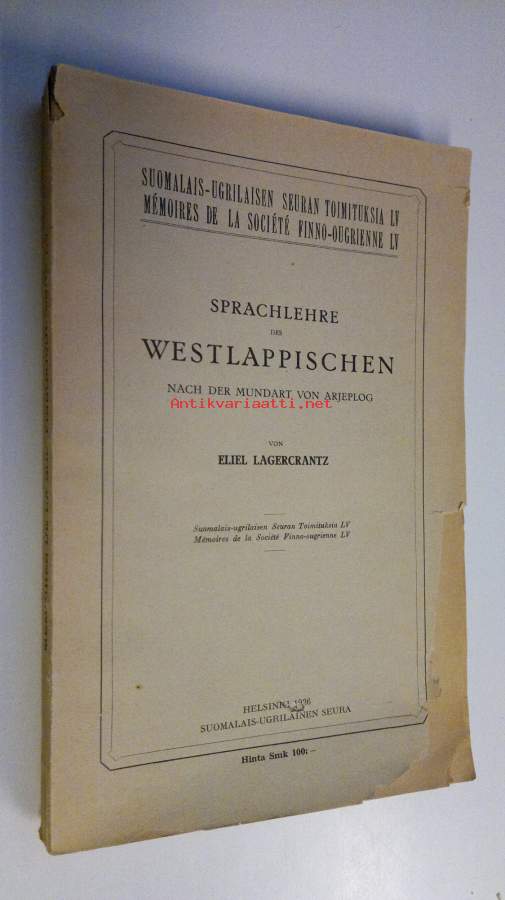 SUOMALAIS-UGRILAISEN SEURAN TOIMITUKSIA LV
MÉMOIRES DE LA SOCIÉTÉ FINNO-OUGRIENNE LV
SPRACHLEHRE
DES
WESTLAPPISCHEN
NACH DER MUNDART VON ARJEPLOG
Antikvariaatti.net
VON
ELIEL LAGERCRANTZ
Suomalais-ugrilaisen Seuran Toimituksia LV
Mémoires de la Société Finno-ougrienne LV
HELSINKI 1926
SUOMALAIS-UGRILAINEN SEURA
Hinta Smk 100: —